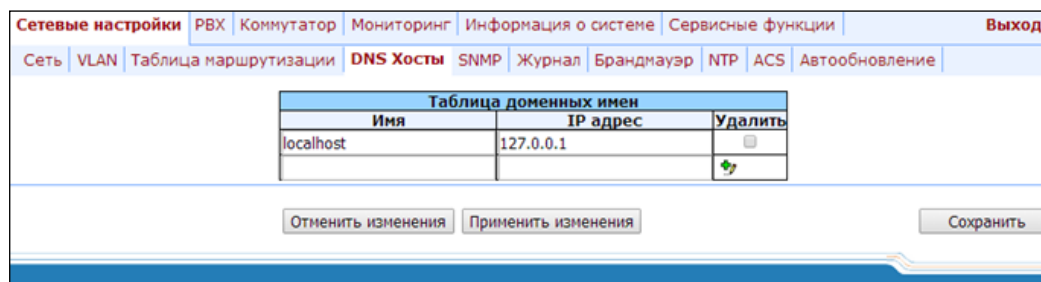 Сетевые настройки PBX Коммутатор Мониторинг Информация о системе Сервисные функции Выход
Сеть VLAN Таблица маршрутизации DNS Хосты SNMP Журнал Брандмауэр NTP ACS Автообновление
Таблица доменных имен
Имя IP адрес Удалить
localhost 127.0.0.1
Отменить изменения Применить изменения Сохранить